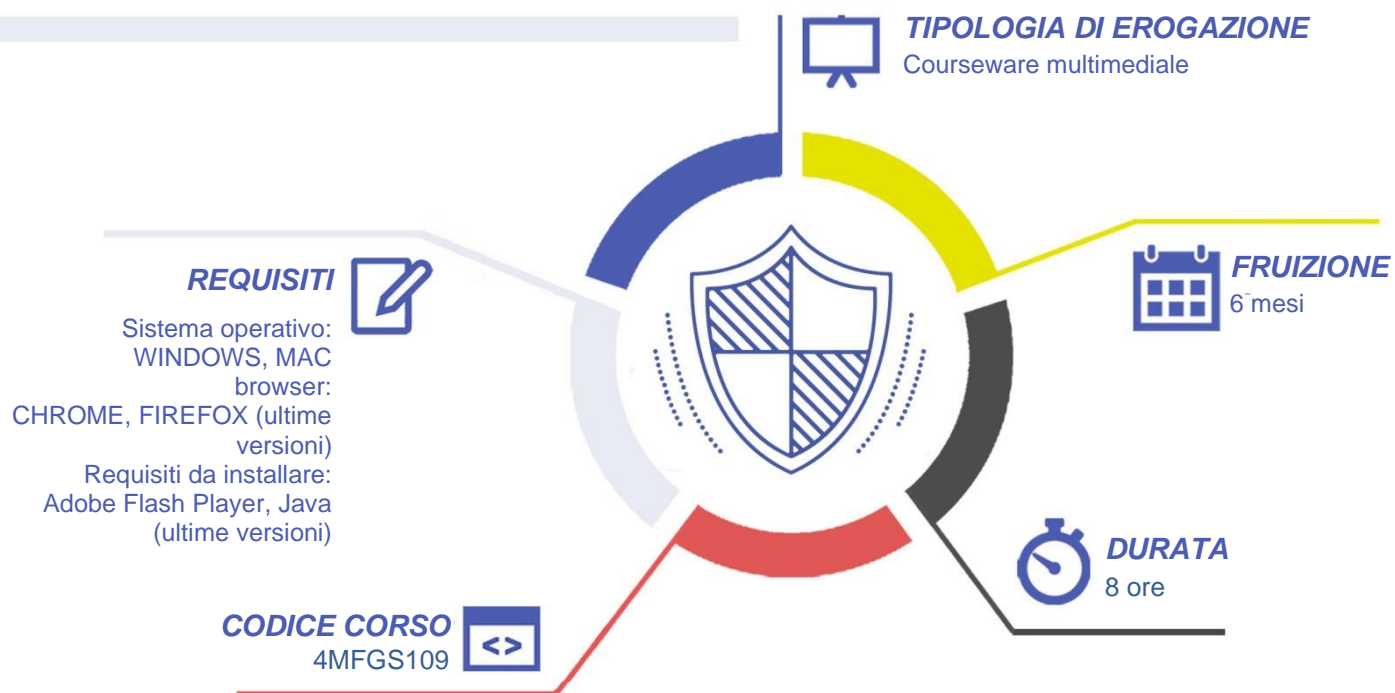 TIPOLOGIA DI EROGAZIONE
Courseware multimediale
REQUISITI
Sistema operativo:
WINDOWS, MAC
browser:
CHROME, FIREFOX (ultime
versioni)
Requisiti da installare:
Adobe Flash Player, Java
(ultime versioni)
FRUIZIONE
6 mesi
DURATA
8 ore
CODICE CORSO
4MFGS109
<>